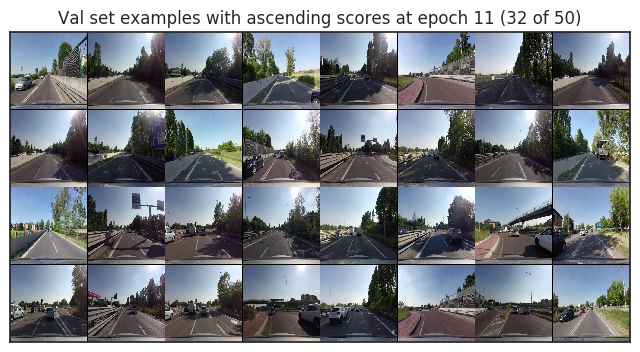 Val set examples with ascending scores at epoch 11 (32 of 50)